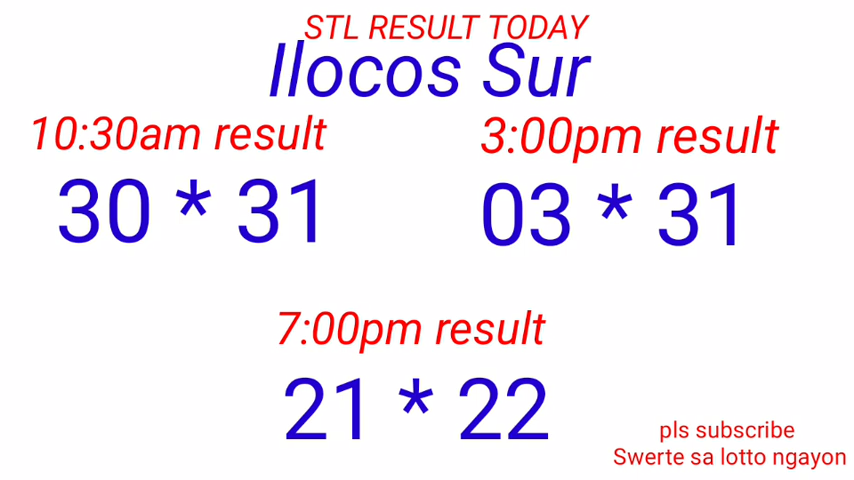 STL RESULT TODAY
Ilocos Sur
10:30am result
30 * 31
3:00pm result
03 * 31
7:00pm result
21 * 22
pls subscribe
Swerte sa lotto ngayon